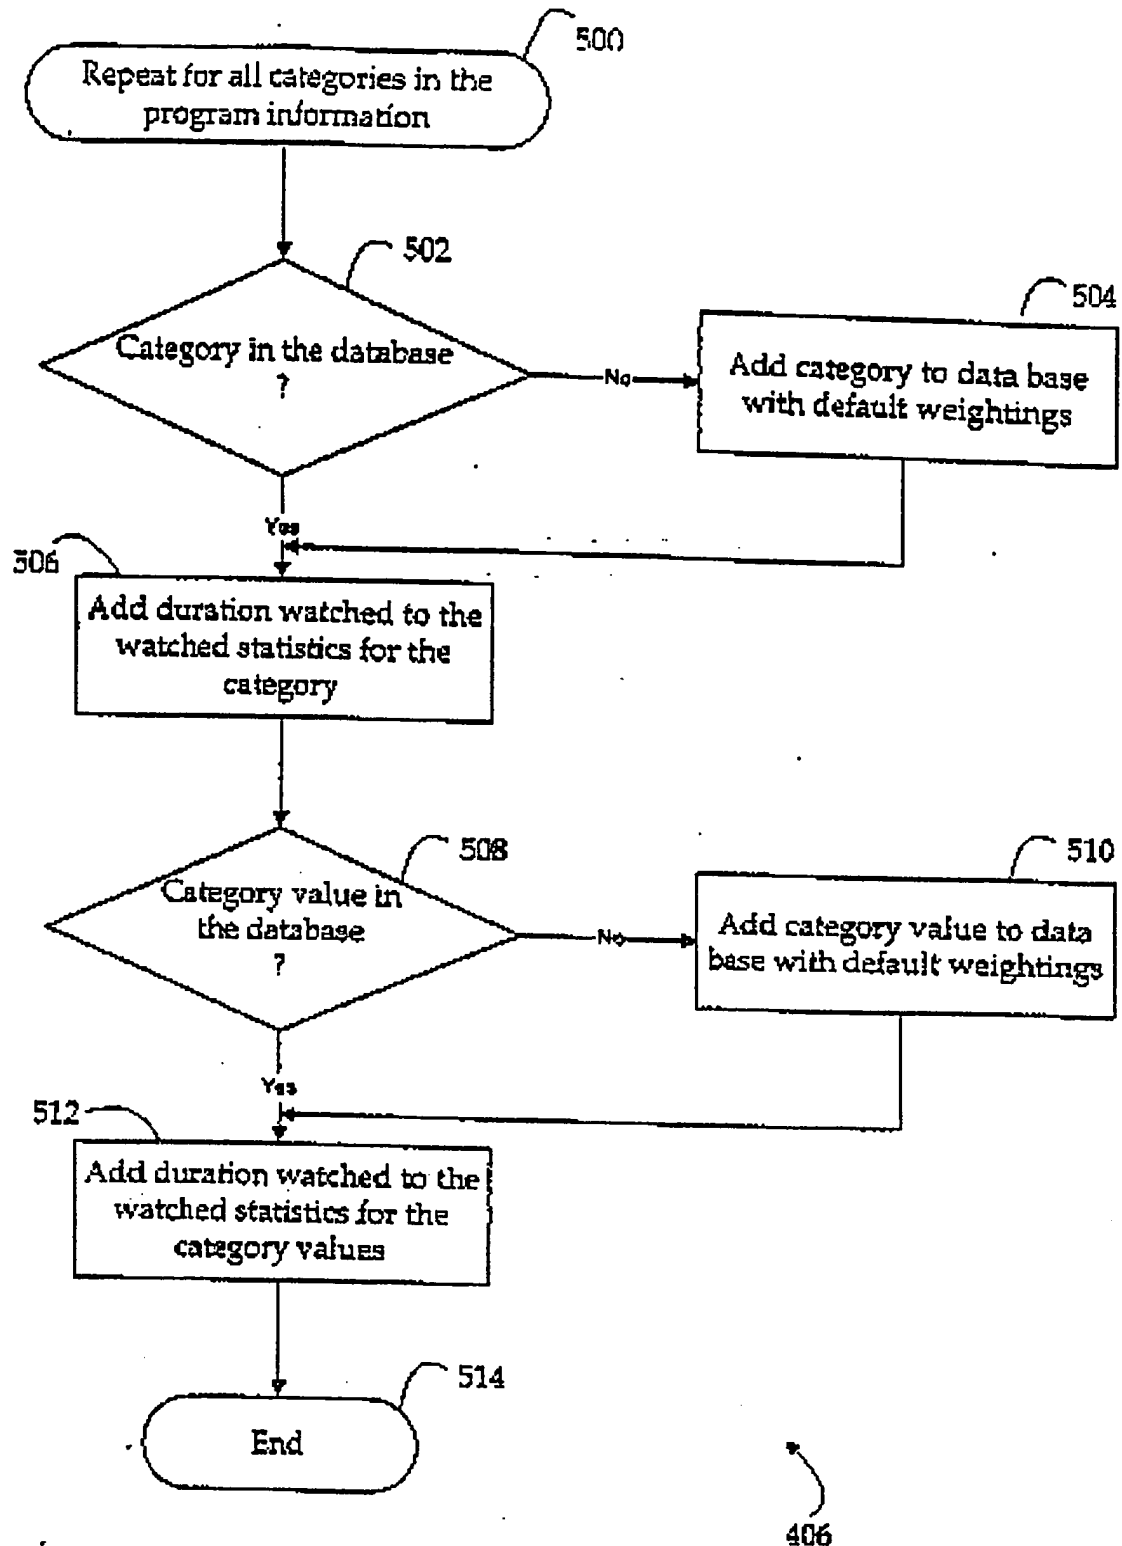 500
Repeat for all categories in the
program information
502
Category in the database
?
No
504
Add category to data base
with default weightings
Yes
506
Add duration watched to the
watched statistics for the
category
508
Category value in
the database
?
No
510
Add category value to data
base with default weightings
Yes
512
Add duration watched to the
watched statistics for the
category values
514
End
406